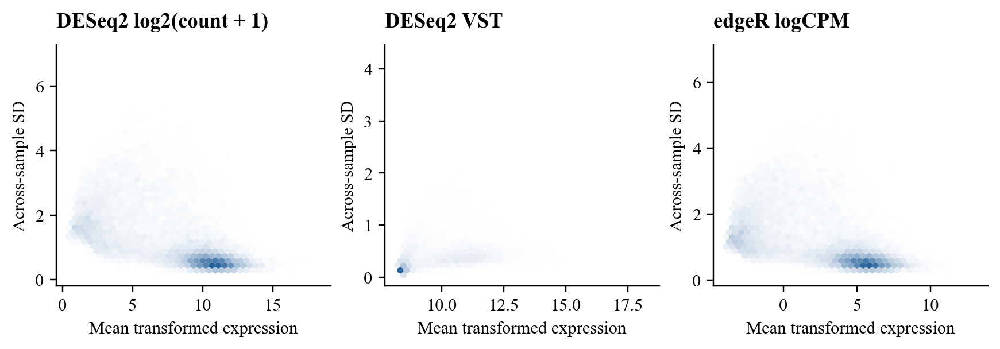 DESeq2 log2(count + 1)
Across-sample SD
6
4
2
0
0 5 10 15
Mean transformed expression
DESeq2 VST
Across-sample SD
4
3
2
1
0
10.0 12.5 15.0 17.5
Mean transformed expression
edgeR logCPM
Across-sample SD
6
4
2
0
0 5 10
Mean transformed expression